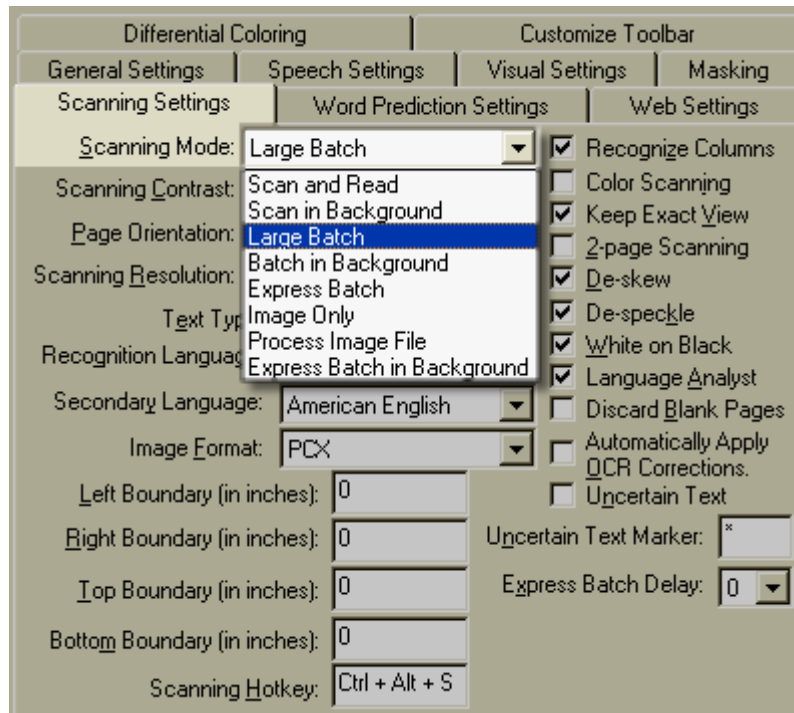 Differential Coloring
Customize Toolbar
General Settings
Speech Settings
Visual Settings
Masking
Scanning Settings
Word Prediction Settings
Web Settings
Scanning Mode:
Large Batch
Scan and Read
Scan in Background
Large Batch
Batch in Background
Express Batch
Image Only
Process Image File
Express Batch in Background
Scanning Contrast:
Page Orientation:
Scanning Resolution:
Text Typ
Recognition Languag
Secondary Language:
American English
Image Format:
PCX
Left Boundary (in inches):
0
Right Boundary (in inches):
0
Top Boundary (in inches):
0
Bottom Boundary (in inches):
0
Scanning Hotkey:
Ctrl + Alt + S
Recognize Columns
Color Scanning
Keep Exact View
2-page Scanning
De-skew
De-speckle
White on Black
Language Analyst
Discard Blank Pages
Automatically Apply
OCR Corrections.
Uncertain Text
Uncertain Text Marker:
*
Express Batch Delay:
0